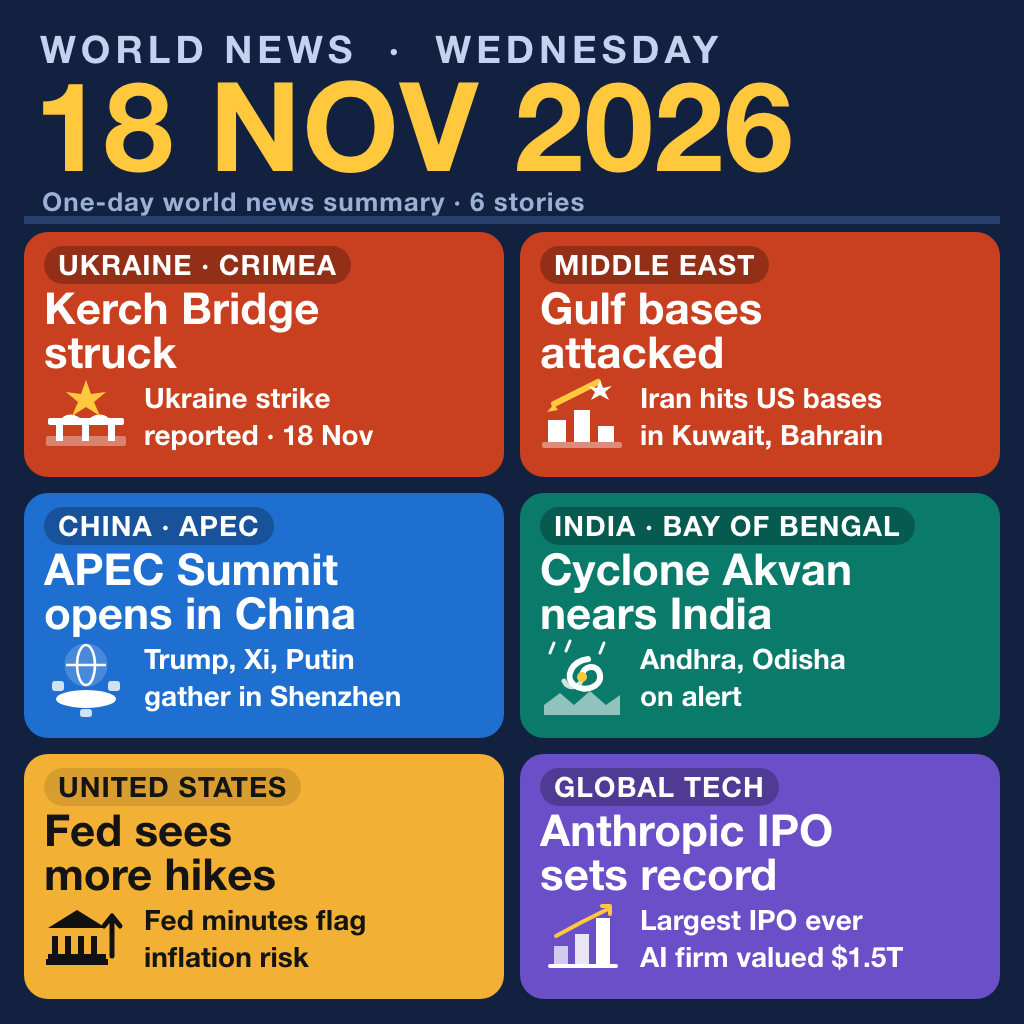 WORLD NEWS · WEDNESDAY
18 NOV 2026
One-day world news summary · 6 stories
UKRAINE · CRIMEA
Kerch Bridge
struck
Ukraine strike
reported · 18 Nov
MIDDLE EAST
Gulf bases
attacked
Iran hits US bases
in Kuwait, Bahrain
CHINA · APEC
APEC Summit
opens in China
Trump, Xi, Putin
gather in Shenzhen
INDIA · BAY OF BENGAL
Cyclone Akvan
nears India
Andhra, Odisha
on alert
UNITED STATES
Fed sees
more hikes
Fed minutes flag
inflation risk
GLOBAL TECH
Anthropic IPO
sets record
Largest IPO ever
AI firm valued $1.5T